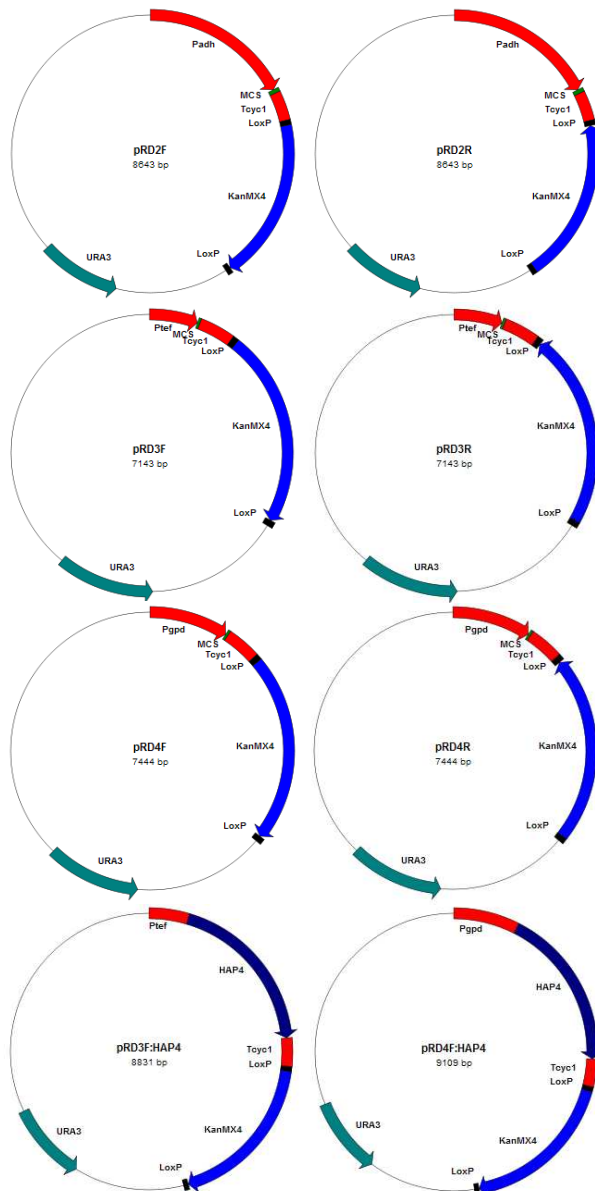 Padh
MCS
Tcyc1
LoxP
pRD2F
8643 bp
KanMX4
LoxP
URA3
Padh
MCS
Tcyc1
LoxP
pRD2R
8643 bp
KanMX4
LoxP
URA3
Ptef
MCS
Tcyc1
LoxP
KanMX4
pRD3F
7143 bp
LoxP
URA3
Ptef
MCS
Tcyc1
LoxP
KanMX4
pRD3R
7143 bp
LoxP
URA3
Pgpd
MCS
Tcyc1
LoxP
pRD4F
7444 bp
KanMX4
LoxP
URA3
Pgpd
MCS
Tcyc1
LoxP
pRD4R
7444 bp
KanMX4
LoxP
URA3
Ptef
HAP4
pRD3F:HAP4
8831 bp
Tcyc1
LoxP
KanMX4
URA3
LoxP
Pgpd
HAP4
pRD4F:HAP4
9109 bp
Tcyc1
LoxP
KanMX4
URA3
LoxP